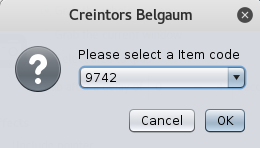 Creintors Belgaum
?
Please select a Item code
9742
Cancel OK